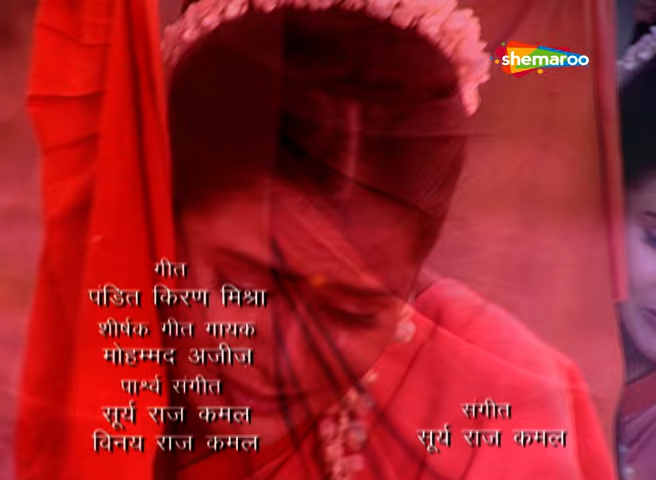 shemaroo
गीत
पंडित किरण मिश्रा
शीर्षक गीत गायक
मोहम्मद अजीज़
पार्श्व संगीत
सूर्य राज कमल
विनय राज कमल
संगीत
सूर्य राज कमल